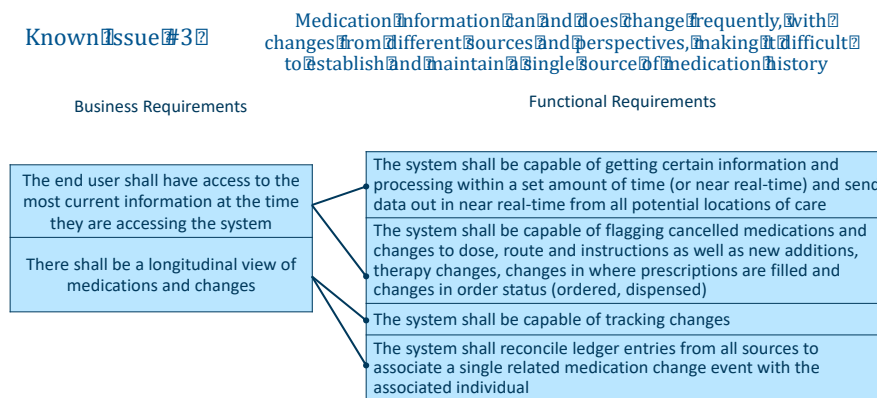 Known Issue #3
Medication Information can and does change frequently, with
changes from different sources and perspectives, making it difficult
to establish and maintain a single source of medication history
Business Requirements
Functional Requirements
The end user shall have access to the
most current information at the time
they are accessing the system
There shall be a longitudinal view of
medications and changes
The system shall be capable of getting certain information and
processing within a set amount of time (or near real-time) and send
data out in near real-time from all potential locations of care
The system shall be capable of flagging cancelled medications and
changes to dose, route and instructions as well as new additions,
therapy changes, changes in where prescriptions are filled and
changes in order status (ordered, dispensed)
The system shall be capable of tracking changes
The system shall reconcile ledger entries from all sources to
associate a single related medication change event with the
associated individual